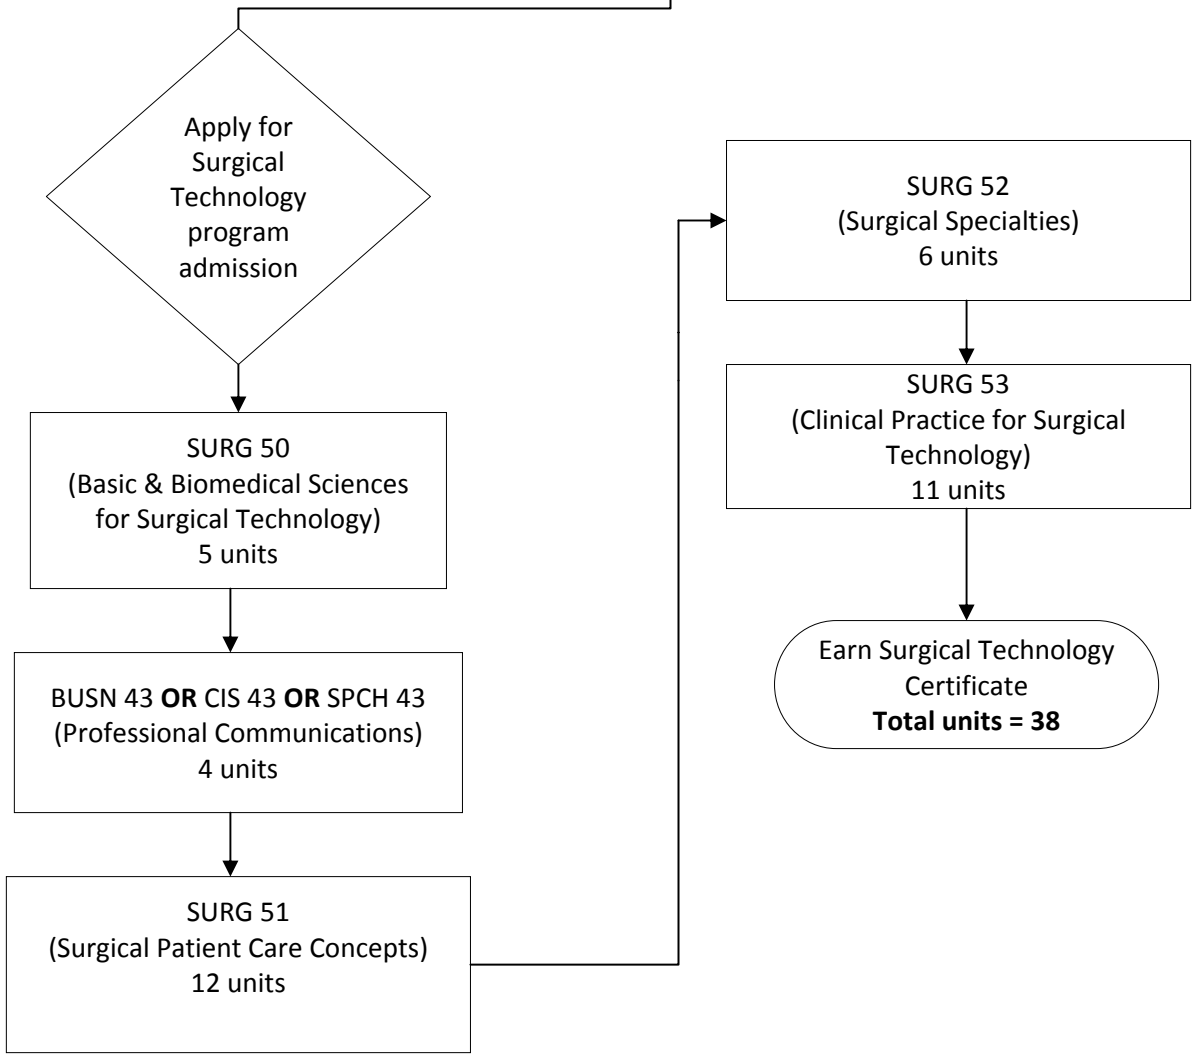 Apply for
Surgical
Technology
program
admission
SURG 50
(Basic & Biomedical Sciences
for Surgical Technology)
5 units
BUSN 43 OR CIS 43 OR SPCH 43
(Professional Communications)
4 units
SURG 51
(Surgical Patient Care Concepts)
12 units
SURG 52
(Surgical Specialties)
6 units
SURG 53
(Clinical Practice for Surgical
Technology)
11 units
Earn Surgical Technology
Certificate
Total units = 38